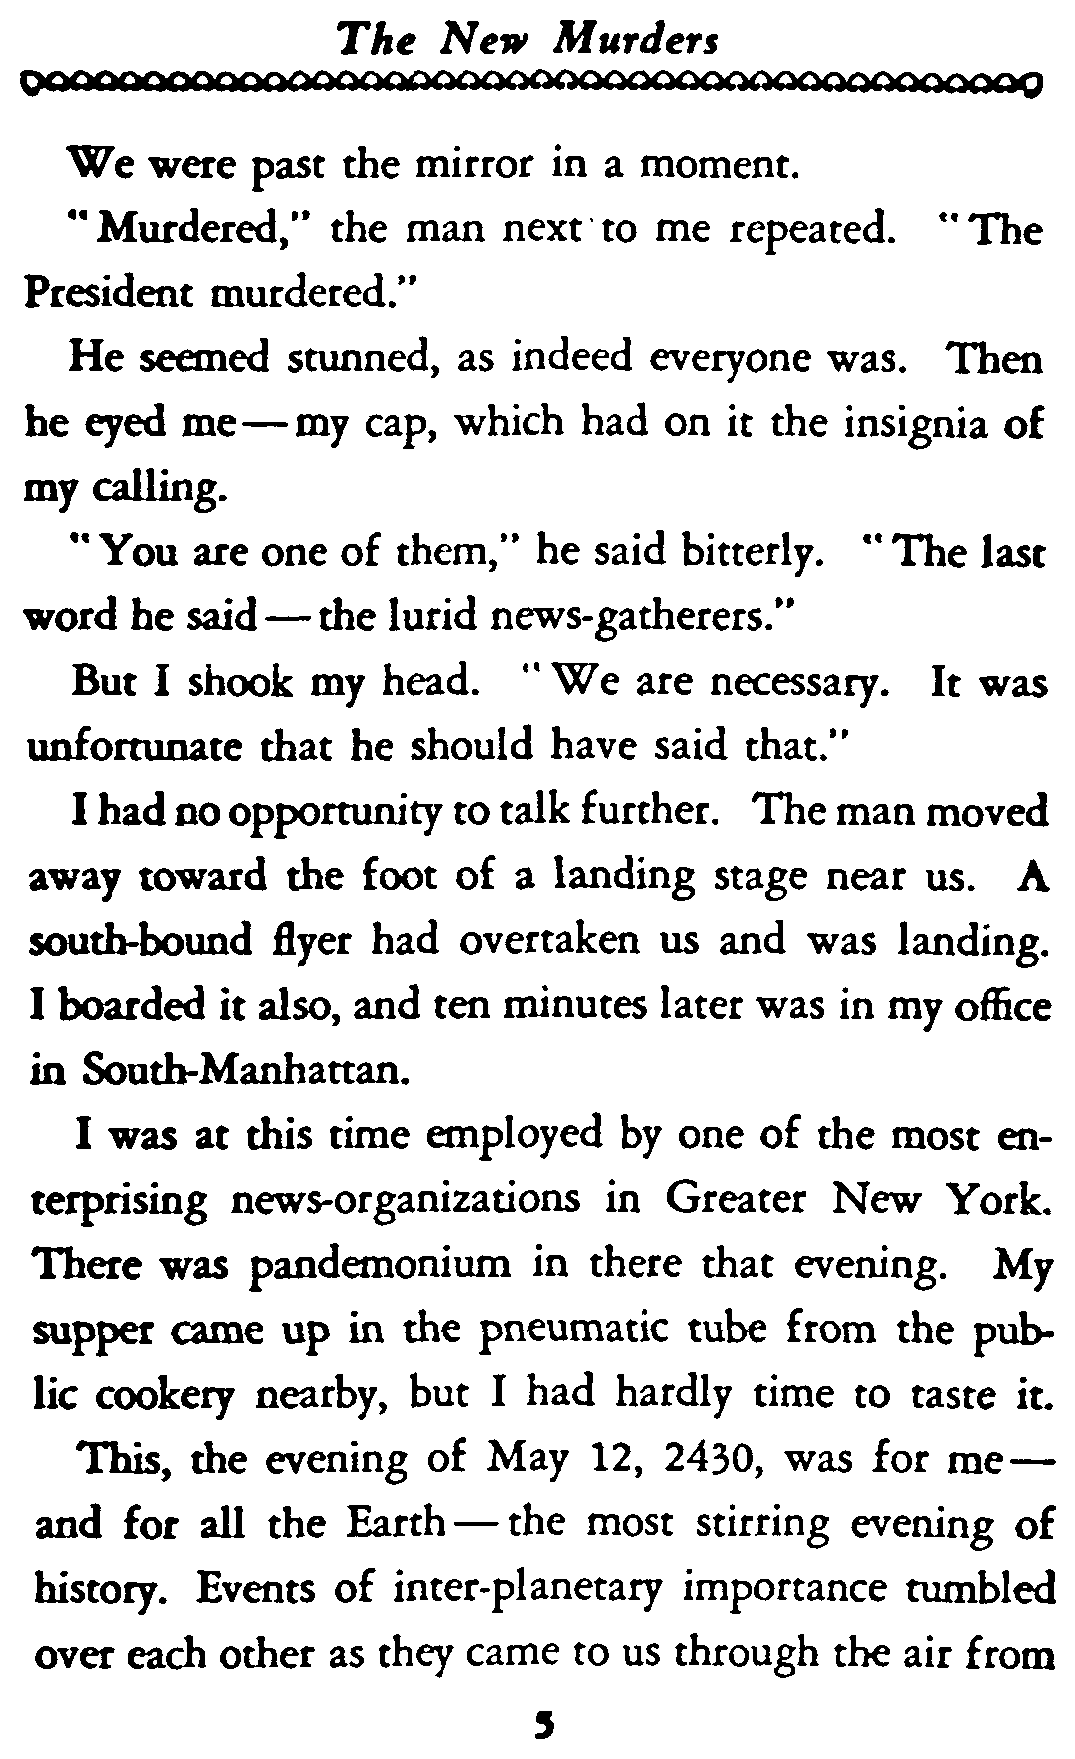 The New Murders
We were past the mirror in a moment.
"Murdered," the man next to me repeated. "The
President murdered."
He seemed stunned, as indeed everyone was. Then
he eyed me—my cap, which had on it the insignia of
my calling.
"You are one of them," he said bitterly. "The last
word he said—the lurid news-gatherers."
But I shook my head. "We are necessary. It was
unfortunate that he should have said that."
I had no opportunity to talk further. The man moved
away toward the foot of a landing stage near us. A
south-bound flyer had overtaken us and was landing.
I boarded it also, and ten minutes later was in my office
in South-Manhattan.
I was at this time employed by one of the most en-
terprising news-organizations in Greater New York.
There was pandemonium in there that evening. My
supper came up in the pneumatic tube from the pub-
lic cookery nearby, but I had hardly time to taste it.
This, the evening of May 12, 2430, was for me—
and for all the Earth—the most stirring evening of
history. Events of inter-planetary importance tumbled
over each other as they came to us through the air from
5